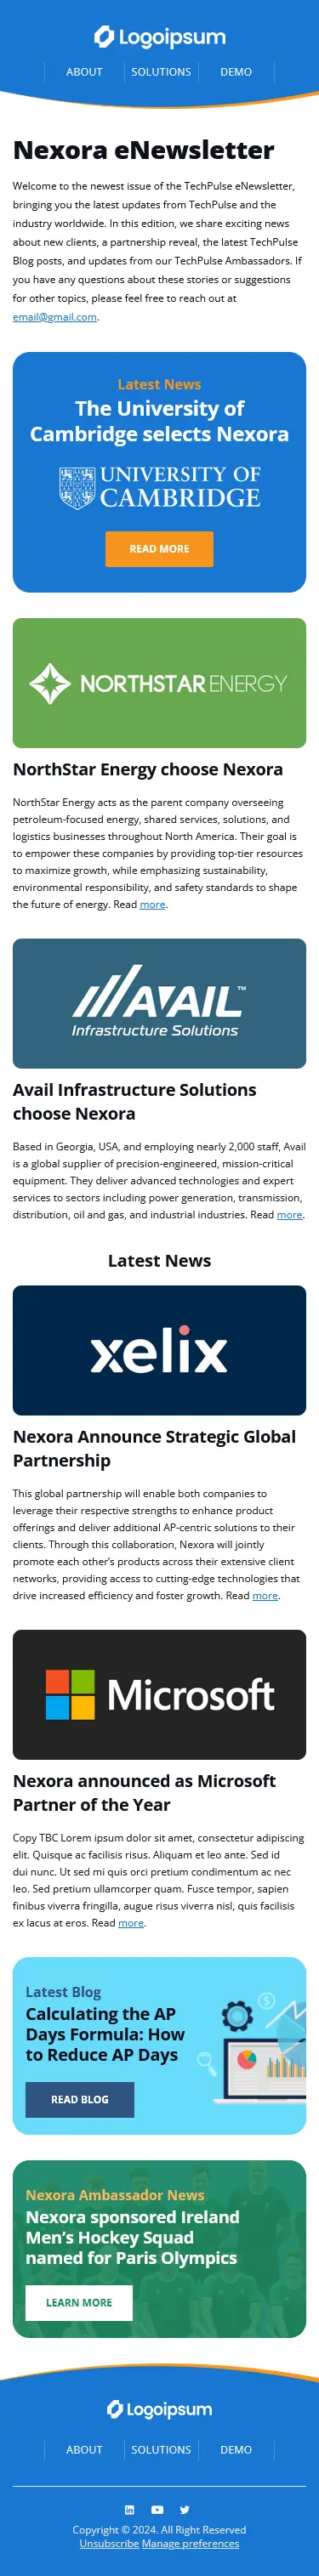 Logoipsum
ABOUT
SOLUTIONS
DEMO
Nexora eNewsletter
Welcome to the newest issue of the TechPulse eNewsletter,
bringing you the latest updates from TechPulse and the
industry worldwide. In this edition, we share exciting news
about new clients, a partnership reveal, the latest TechPulse
Blog posts, and updates from our TechPulse Ambassadors. If
you have any questions about these stories or suggestions
for other topics, please feel free to reach out at
email@gmail.com.
Latest News
The University of
Cambridge selects Nexora
UNIVERSITY OF
CAMBRIDGE
READ MORE
NORTHSTAR ENERGY
NorthStar Energy choose Nexora
NorthStar Energy acts as the parent company overseeing
petroleum-focused energy, shared services, solutions, and
logistics businesses throughout North America. Their goal is
to empower these companies by providing top-tier resources
to maximize growth, while emphasizing sustainability,
environmental responsibility, and safety standards to shape
the future of energy. Read more.
AVAIL™
Infrastructure Solutions
Avail Infrastructure Solutions
choose Nexora
Based in Georgia, USA, and employing nearly 2,000 staff, Avail
is a global supplier of precision-engineered, mission-critical
equipment. They deliver advanced technologies and expert
services to sectors including power generation, transmission,
distribution, oil and gas, and industrial industries. Read more.
Latest News
xelix
Nexora Announce Strategic Global
Partnership
This global partnership will enable both companies to
leverage their respective strengths to enhance product
offerings and deliver additional AP-centric solutions to their
clients. Through this collaboration, Nexora will jointly
promote each other's products across their extensive client
networks, providing access to cutting-edge technologies that
drive increased efficiency and foster growth. Read more.
Microsoft
Nexora announced as Microsoft
Partner of the Year
Copy TBC Lorem ipsum dolor sit amet, consectetur adipiscing
elit. Quisque ac facilisis risus. Aliquam et leo ante. Sed id
dui nunc. Ut sed mi quis orci pretium condimentum ac nec
leo. Sed pretium ullamcorper quam. Fusce tempor, sapien
finibus viverra fringilla, augue risus viverra nisl, quis facilisis
ex lacus at eros. Read more.
Latest Blog
Calculating the AP
Days Formula: How
to Reduce AP Days
READ BLOG
Nexora Ambassador News
Nexora sponsored Ireland
Men's Hockey Squad
named for Paris Olympics
LEARN MORE
Logoipsum
ABOUT
SOLUTIONS
DEMO
Copyright © 2024. All Right Reserved
Unsubscribe Manage preferences